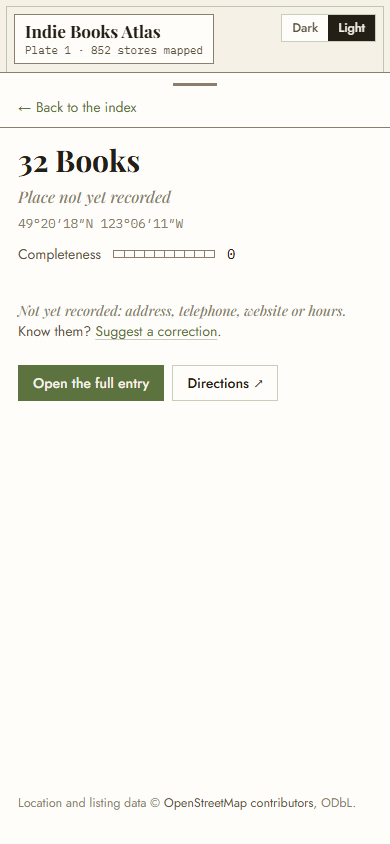 Indie Books Atlas
Plate 1 · 852 stores mapped
Dark Light
← Back to the index
32 Books
Place not yet recorded
49°20′18″N 123°06′11″W
Completeness 0
Not yet recorded: address, telephone, website or hours.
Know them? Suggest a correction.
Open the full entry
Directions ↗
Location and listing data © OpenStreetMap contributors, ODbL.